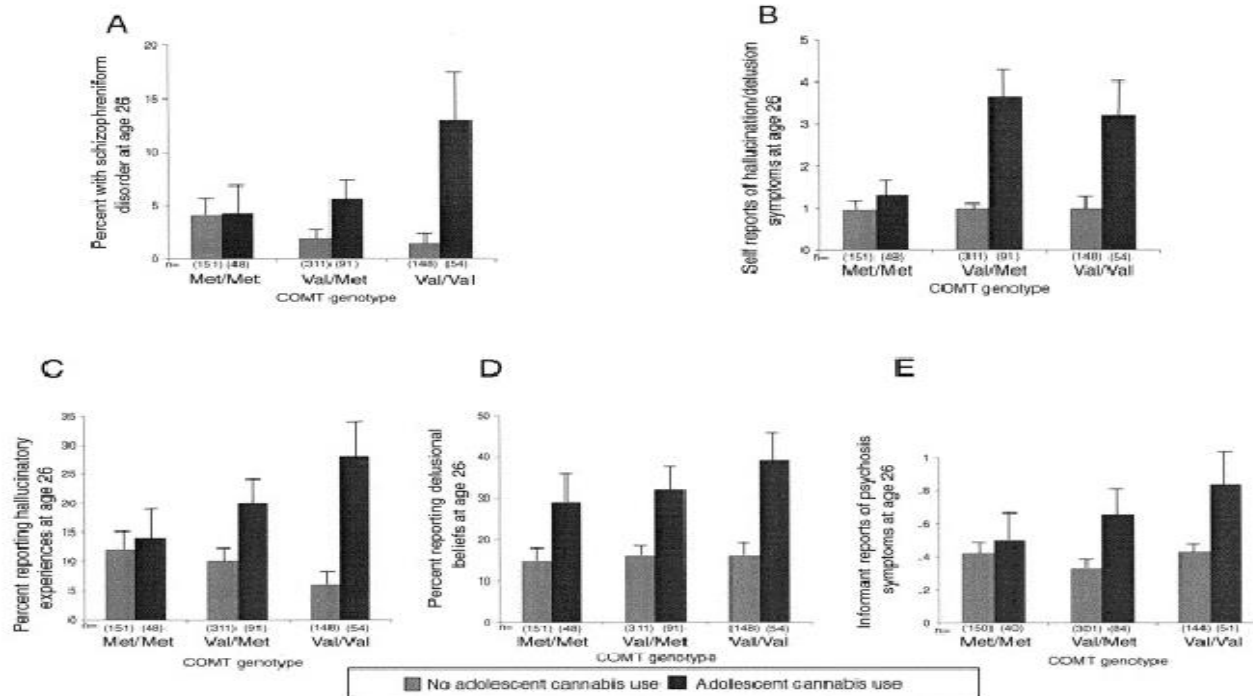 A
Percent with schizophreniform
disorder at age 26
20
15
10
5
0
n= (151) (48) (311) (91) (148) (54)
Met/Met Val/Met Val/Val
COMT genotype
B
Self reports of hallucination/delusion
symptoms at age 26
5
4
3
2
1
0
n= (151) (48) (311) (91) (148) (54)
Met/Met Val/Met Val/Val
COMT genotype
C
Percent reporting hallucinatory
experiences at age 26
35
30
25
20
15
10
5
0
n= (151) (48) (311) (91) (148) (54)
Met/Met Val/Met Val/Val
COMT genotype
D
Percent reporting delusional
beliefs at age 26
50
40
30
20
10
0
n= (151) (48) (311) (91) (148) (54)
Met/Met Val/Met Val/Val
COMT genotype
E
Informant reports of psychosis
symptoms at age 26
.1
.8
.6
.4
.2
0
n= (150) (40) (301) (84) (144) (51)
Met/Met Val/Met Val/Val
COMT genotype
No adolescent cannabis use Adolescent cannabis use